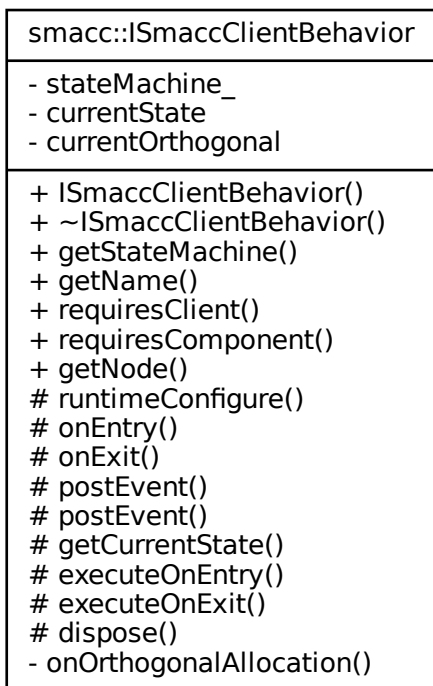 smacc::ISmaccClientBehavior
- stateMachine_
- currentState
- currentOrthogonal
+ ISmaccClientBehavior()
+ ~ISmaccClientBehavior()
+ getStateMachine()
+ getName()
+ requiresClient()
+ requiresComponent()
+ getNode()
# runtimeConfigure()
# onEntry()
# onExit()
# postEvent()
# postEvent()
# getCurrentState()
# executeOnEntry()
# executeOnExit()
# dispose()
- onOrthogonalAllocation()